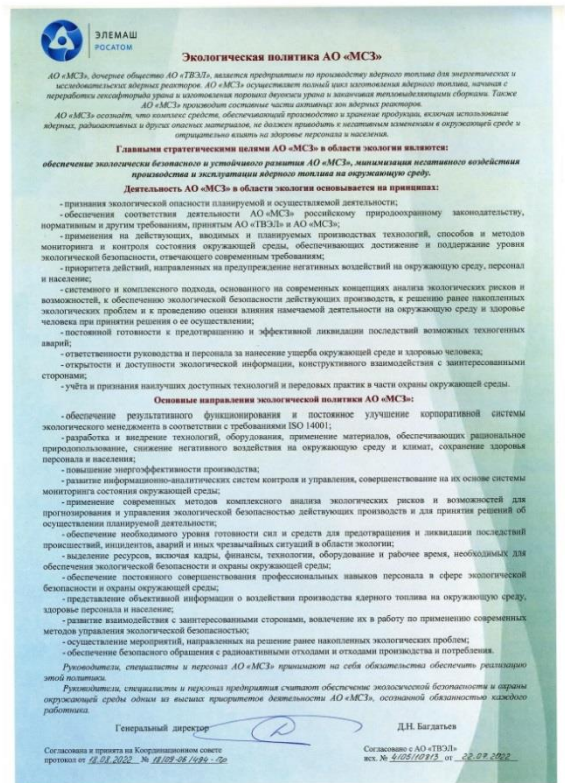 ЭЛЕМАШ
РОСАТОМ
Экологическая политика АО «МСЗ»
АО «МСЗ», дочернее общество АО «ТВЭЛ», является предприятием по производству ядерного топлива для энергетических и
исследовательских ядерных реакторов. АО «МСЗ» осуществляет полный цикл изготовления ядерного топлива, начиная с
переработки гексафторида урана и изготовления порошка двуокиси урана и заканчивая тепловыделяющими сборками. Также
АО «МСЗ» производит составные части активных зон ядерных реакторов.
АО «МСЗ» осознаёт, что комплекс средств, обеспечивающий производство и хранение продукции, включая использование
ядерных, радиоактивных и других опасных материалов, не должен приводить к негативным изменениям в окружающей среде и
отрицательно влиять на здоровье персонала и населения.
Главными стратегическими целями АО «МСЗ» в области экологии являются:
обеспечение экологически безопасного и устойчивого развития АО «МСЗ», минимизация негативного воздействия
производства и эксплуатации ядерного топлива на окружающую среду.
Деятельность АО «МСЗ» в области экологии основывается на принципах:
- признания экологической опасности планируемой и осуществляемой деятельности;
- обеспечения соответствия деятельности АО «МСЗ» российскому природоохранному законодательству,
нормативным и другим требованиям, принятым АО «ТВЭЛ» и АО «МСЗ»;
- применения на действующих, вводимых и планируемых производствах технологий, способов и методов
мониторинга и контроля состояния окружающей среды, обеспечивающих достижение и поддержание уровня
экологической безопасности, отвечающего современным требованиям;
- приоритета действий, направленных на предупреждение негативных воздействий на окружающую среду, персонал
и население;
- системного и комплексного подхода, основанного на современных концепциях анализа экологических рисков и
возможностей, к обеспечению экологической безопасности действующих производств, к решению ранее накопленных
экологических проблем и к проведению оценки влияния намечаемой деятельности на окружающую среду и здоровье
человека при принятии решения о ее осуществлении;
- постоянной готовности к предотвращению и эффективной ликвидации последствий возможных техногенных
аварий;
- ответственности руководства и персонала за нанесение ущерба окружающей среде и здоровью человека;
- открытости и доступности экологической информации, конструктивного взаимодействия с заинтересованными
сторонами;
- учёта и признания наилучших доступных технологий и передовых практик в части охраны окружающей среды.
Основные направления экологической политики АО «МСЗ»:
- обеспечение результативного функционирования и постоянное улучшение корпоративной системы
экологического менеджмента в соответствии с требованиями ISO 14001;
- разработка и внедрение технологий, оборудования, применение материалов, обеспечивающих рациональное
природопользование, снижение негативного воздействия на окружающую среду и климат, сохранение здоровья
персонала и населения;
- повышение энергоэффективности производства;
- развитие информационно-аналитических систем контроля и управления, совершенствование на их основе системы
мониторинга состояния окружающей среды;
- применение современных методов комплексного анализа экологических рисков и возможностей для
прогнозирования и управления экологической безопасностью действующих производств и для принятия решений об
осуществлении планируемой деятельности;
- обеспечение необходимого уровня готовности сил и средств для предотвращения и ликвидации последствий
происшествий, инцидентов, аварий и иных чрезвычайных ситуаций в области экологии;
- выделение ресурсов, включая кадры, финансы, технологии, оборудование и рабочее время, необходимых для
обеспечения экологической безопасности и охраны окружающей среды;
- обеспечение постоянного совершенствования профессиональных навыков персонала в сфере экологической
безопасности и охраны окружающей среды;
- представление объективной информации о воздействии производства ядерного топлива на окружающую среду,
здоровье персонала и население;
- развитие взаимодействия с заинтересованными сторонами, вовлечение их в работу по применению современных
методов управления экологической безопасностью;
- осуществление мероприятий, направленных на решение ранее накопленных экологических проблем;
- обеспечение безопасного обращения с радиоактивными отходами и отходами производства и потребления.
Руководители, специалисты и персонал АО «МСЗ» принимают на себя обязательства обеспечить реализацию
этой политики.
Руководители, специалисты и персонал предприятия считают обеспечение экологической безопасности и охраны
окружающей среды одним из высших приоритетов деятельности АО «МСЗ», осознанной обязанностью каждого
работника.
Генеральный директор Д.Н. Багдатьев
Согласована и принята на Координационном совете
протокол от 18.08.2022 № 18/09-06/494-Пр
Согласовано с АО «ТВЭЛ»
исх. № 4/05/10813 от 22.07.2022